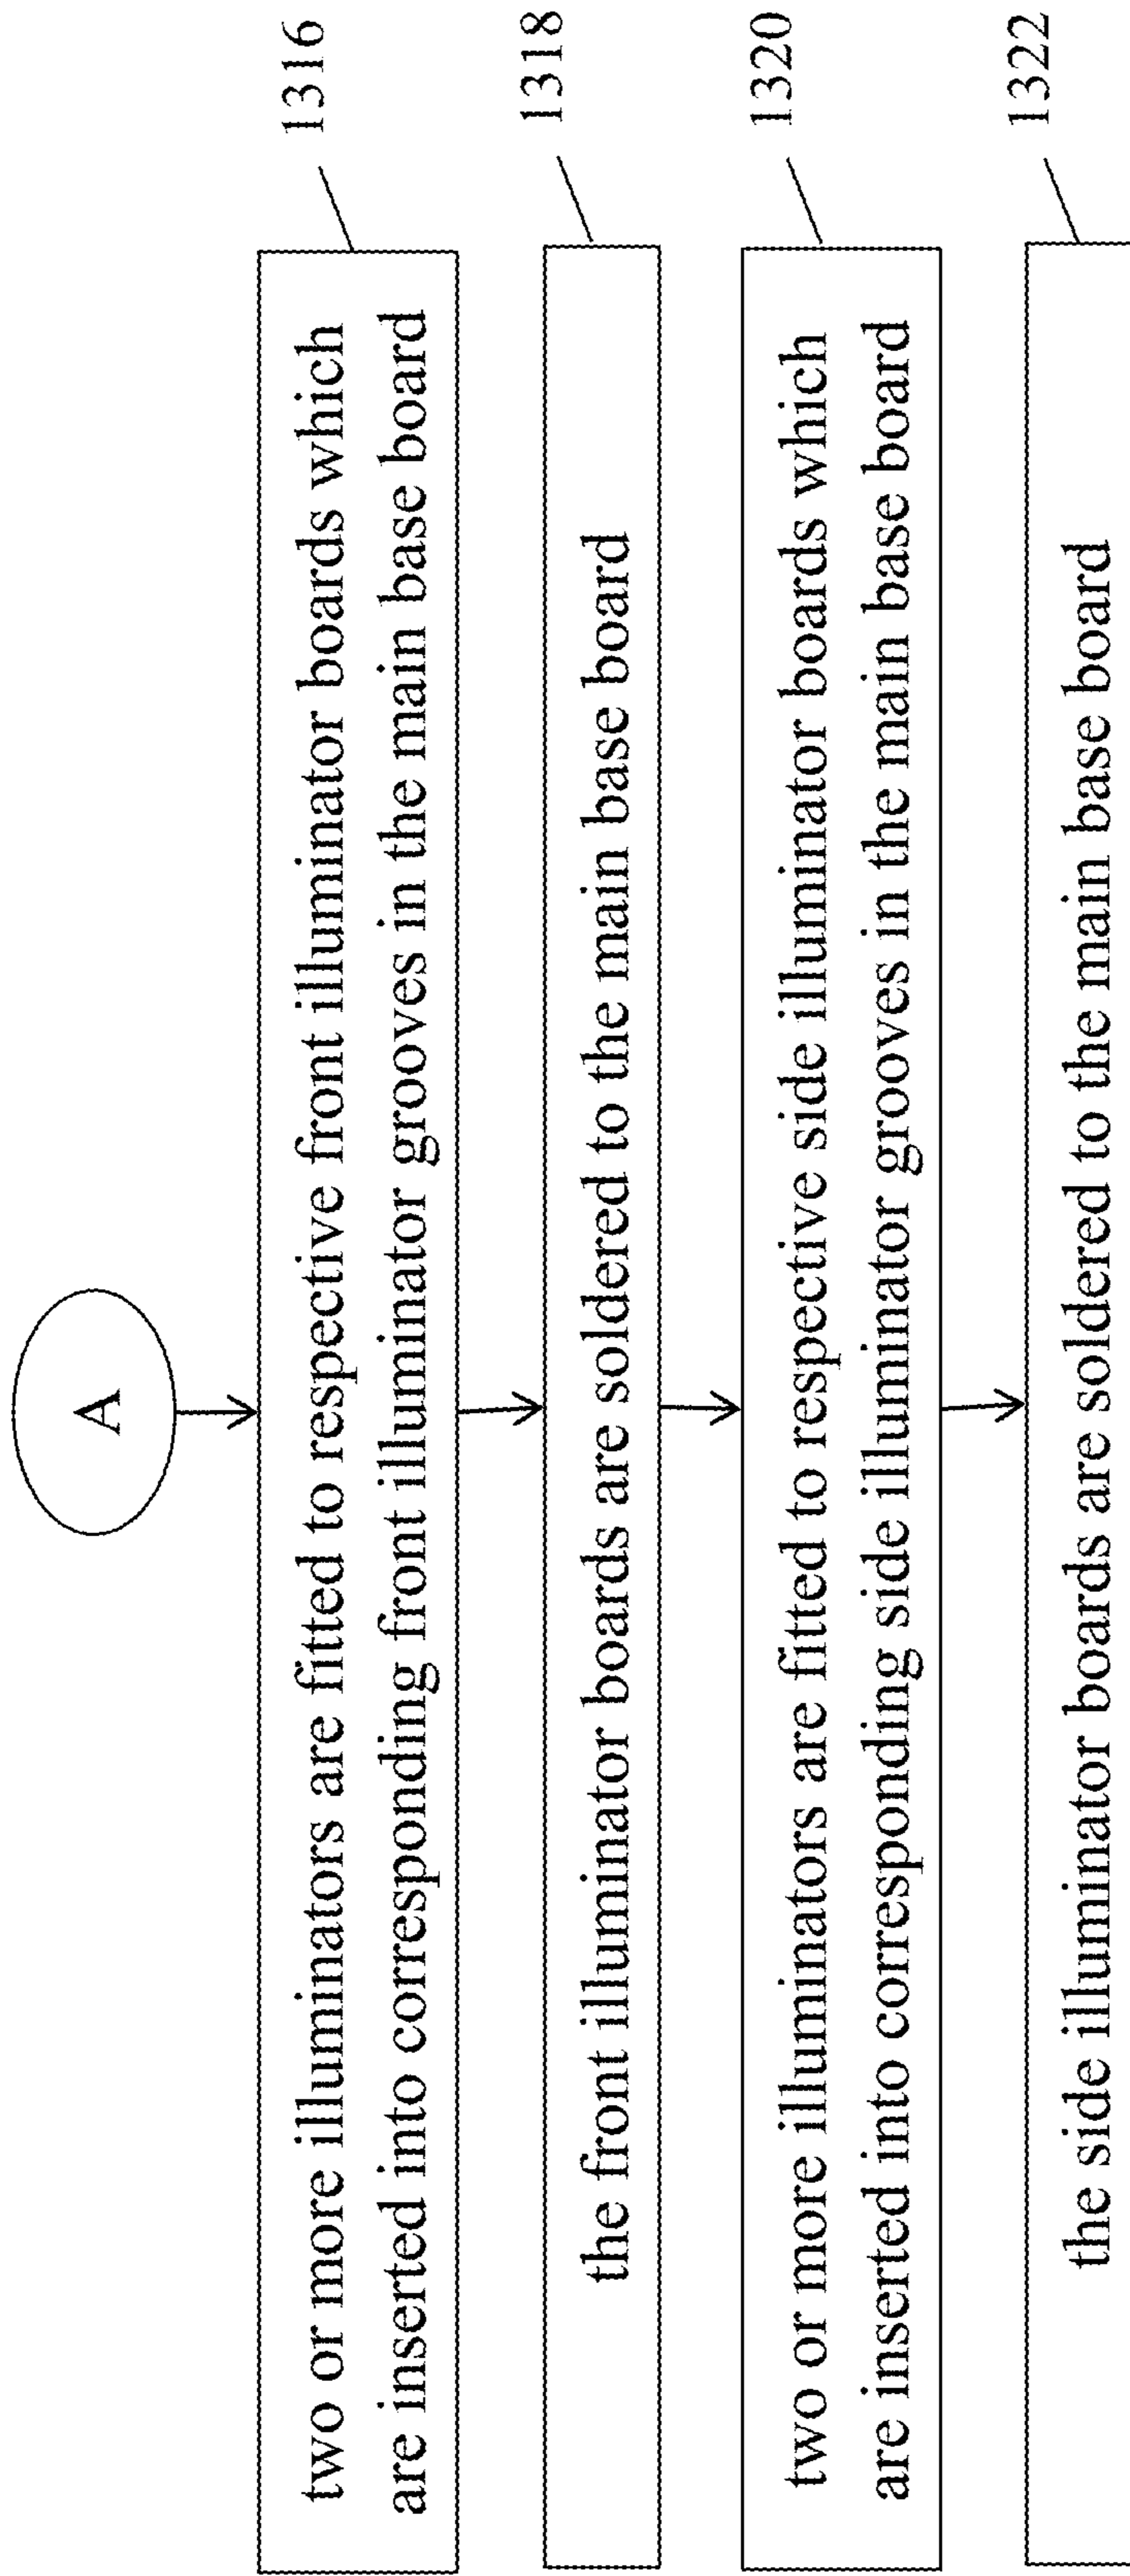 A
two or more illuminators are fitted to respective front illuminator boards which
are inserted into corresponding front illuminator grooves in the main base board
1316
the front illuminator boards are soldered to the main base board
1318
two or more illuminators are fitted to respective side illuminator boards which
are inserted into corresponding side illuminator grooves in the main base board
1320
the side illuminator boards are soldered to the main base board
1322